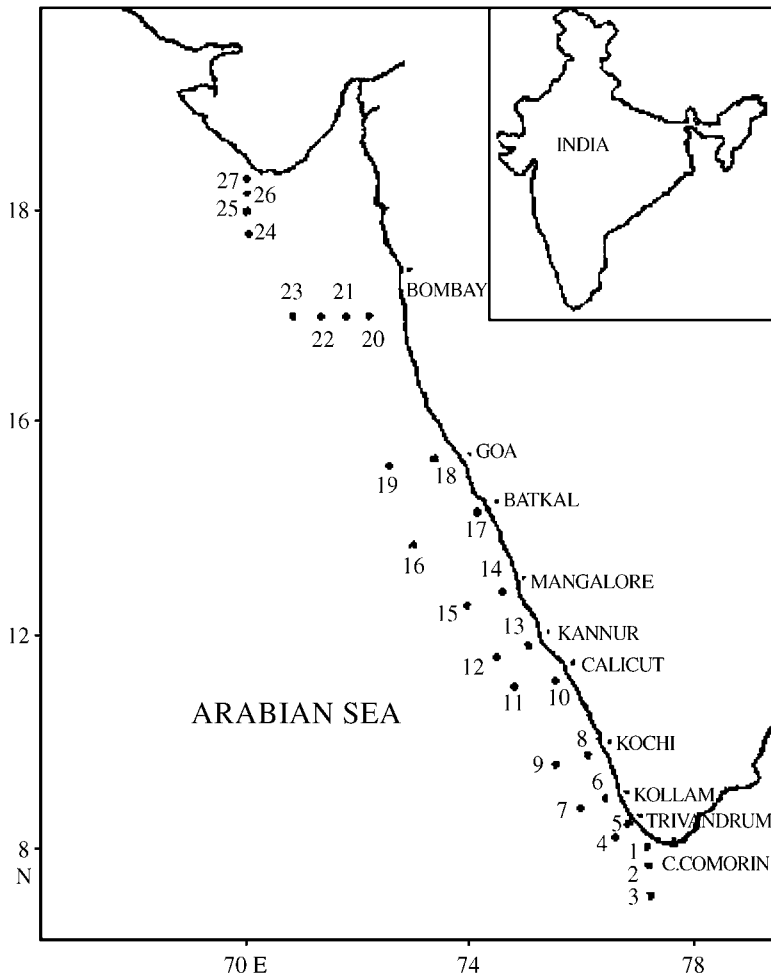 INDIA
27
26
25
24
18
BOMBAY
23
21
22
20
16
GOA
18
19
BATKAL
17
16
14
MANGALORE
15
13
KANNUR
12
12
CALICUT
11
10
ARABIAN SEA
8
KOCHI
9
6
KOLLAM
7
5
TRIVANDRUM
4
1
8
C.COMORIN
2
N
3
70 E
74
78